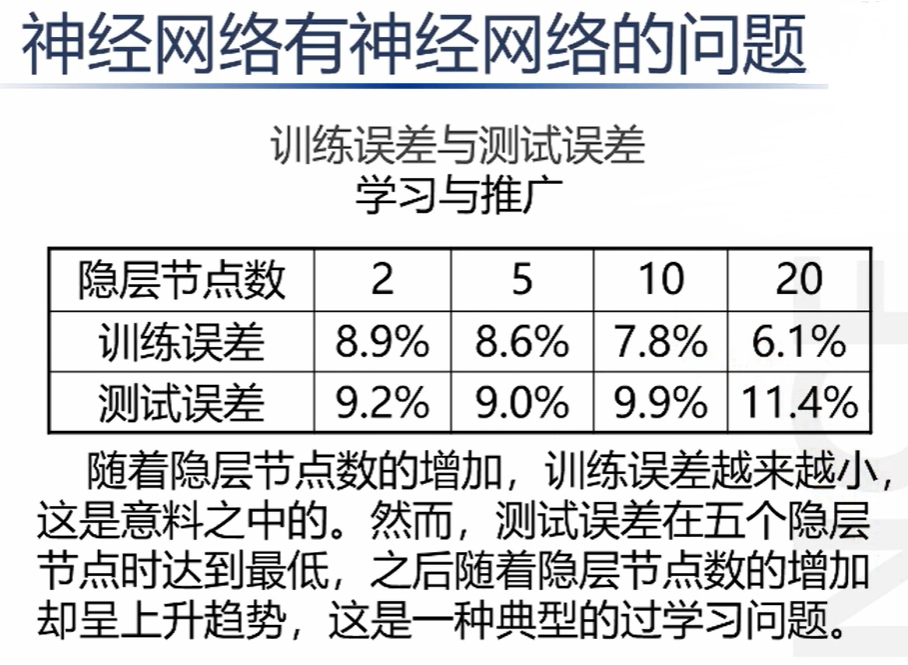 神经网络有神经网络的问题
训练误差与测试误差
学习与推广
隐层节点数 2 5 10 20
训练误差 8.9% 8.6% 7.8% 6.1%
测试误差 9.2% 9.0% 9.9% 11.4%
随着隐层节点数的增加，训练误差越来越小，
这是意料之中的。然而，测试误差在五个隐层
节点时达到最低，之后随着隐层节点数的增加
却呈上升趋势，这是一种典型的过学习问题。